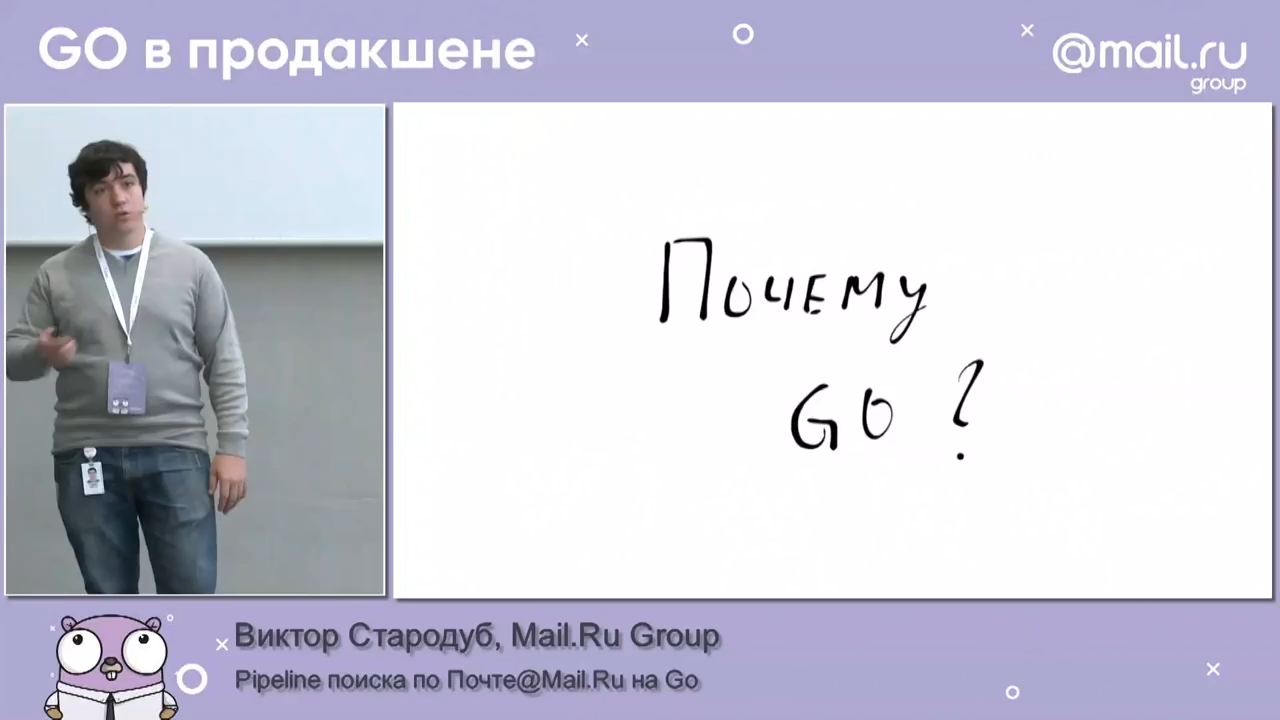 GO в продакшене
@mail.ru
group
Почему
GO ?
Виктор Стародуб, Mail.Ru Group
Pipeline поиска по Почте@Mail.Ru на Go